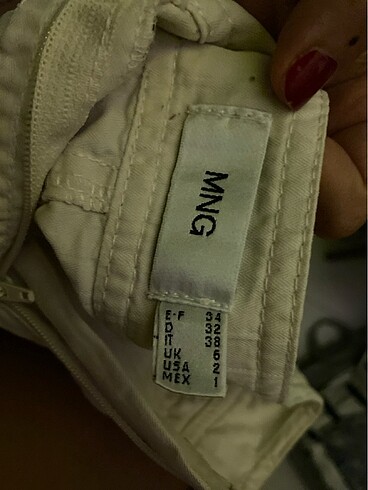 MNG
E-F 34
D 32
IT 38
UK 6
USA 2
MEX 1